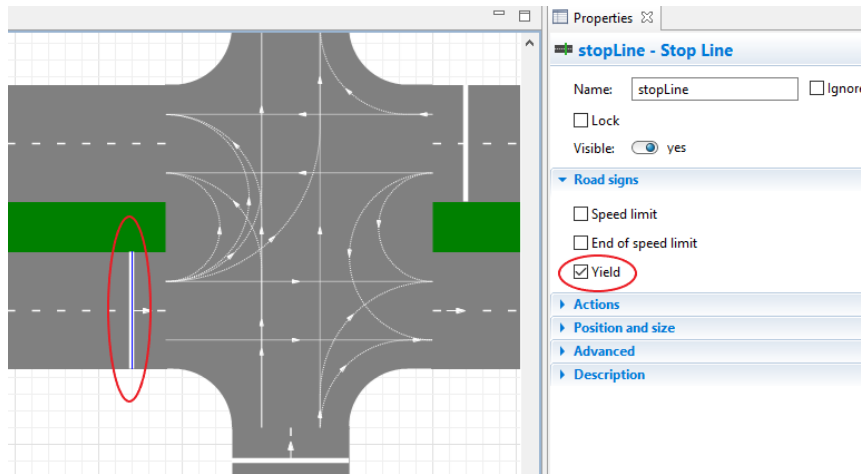 Properties
stopLine - Stop Line
Name: stopLine Ignore
Lock
Visible: yes
Road signs
Speed limit
End of speed limit
Yield
Actions
Position and size
Advanced
Description